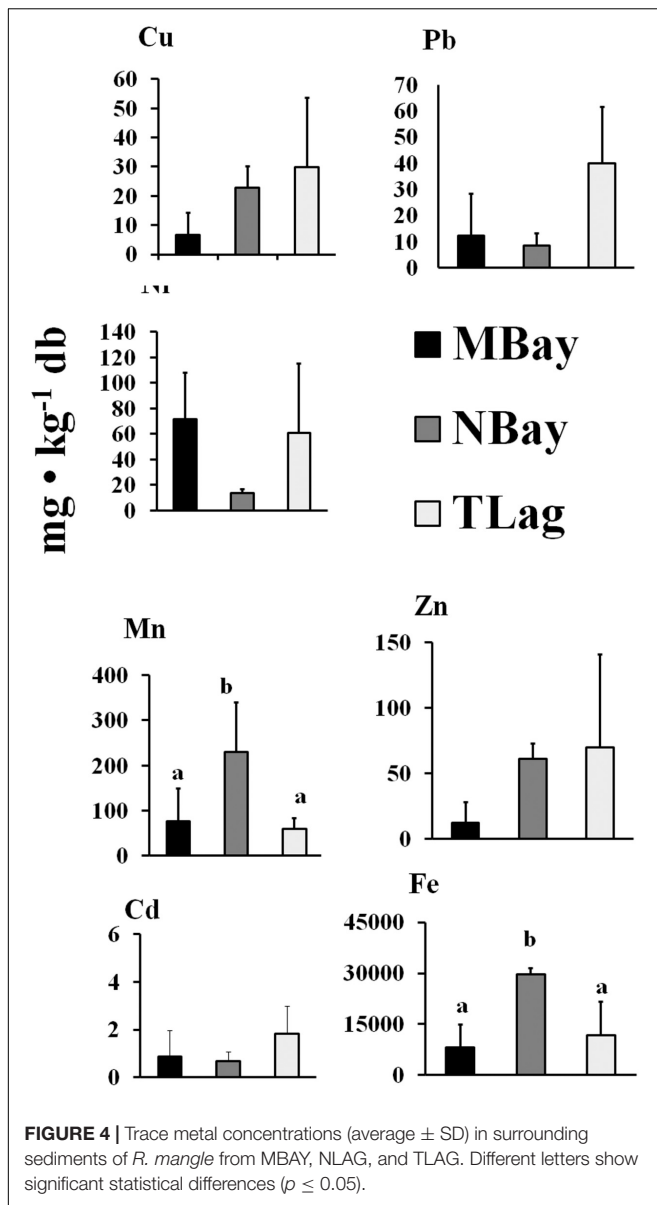 Cu
60
50
40
30
20
10
0
Pb
70
60
50
40
30
20
10
0
140
120
100
80
60
40
20
0
mg • kg⁻¹ db
MBay
NBay
TLag
Mn
400
300
200
100
0
a
b
a
Zn
150
100
50
0
Cd
6
4
2
0
Fe
45000
30000
15000
0
a
b
a
FIGURE 4 | Trace metal concentrations (average ± SD) in surrounding
sediments of R. mangle from MBAY, NLAG, and TLAG. Different letters show
significant statistical differences (p ≤ 0.05).